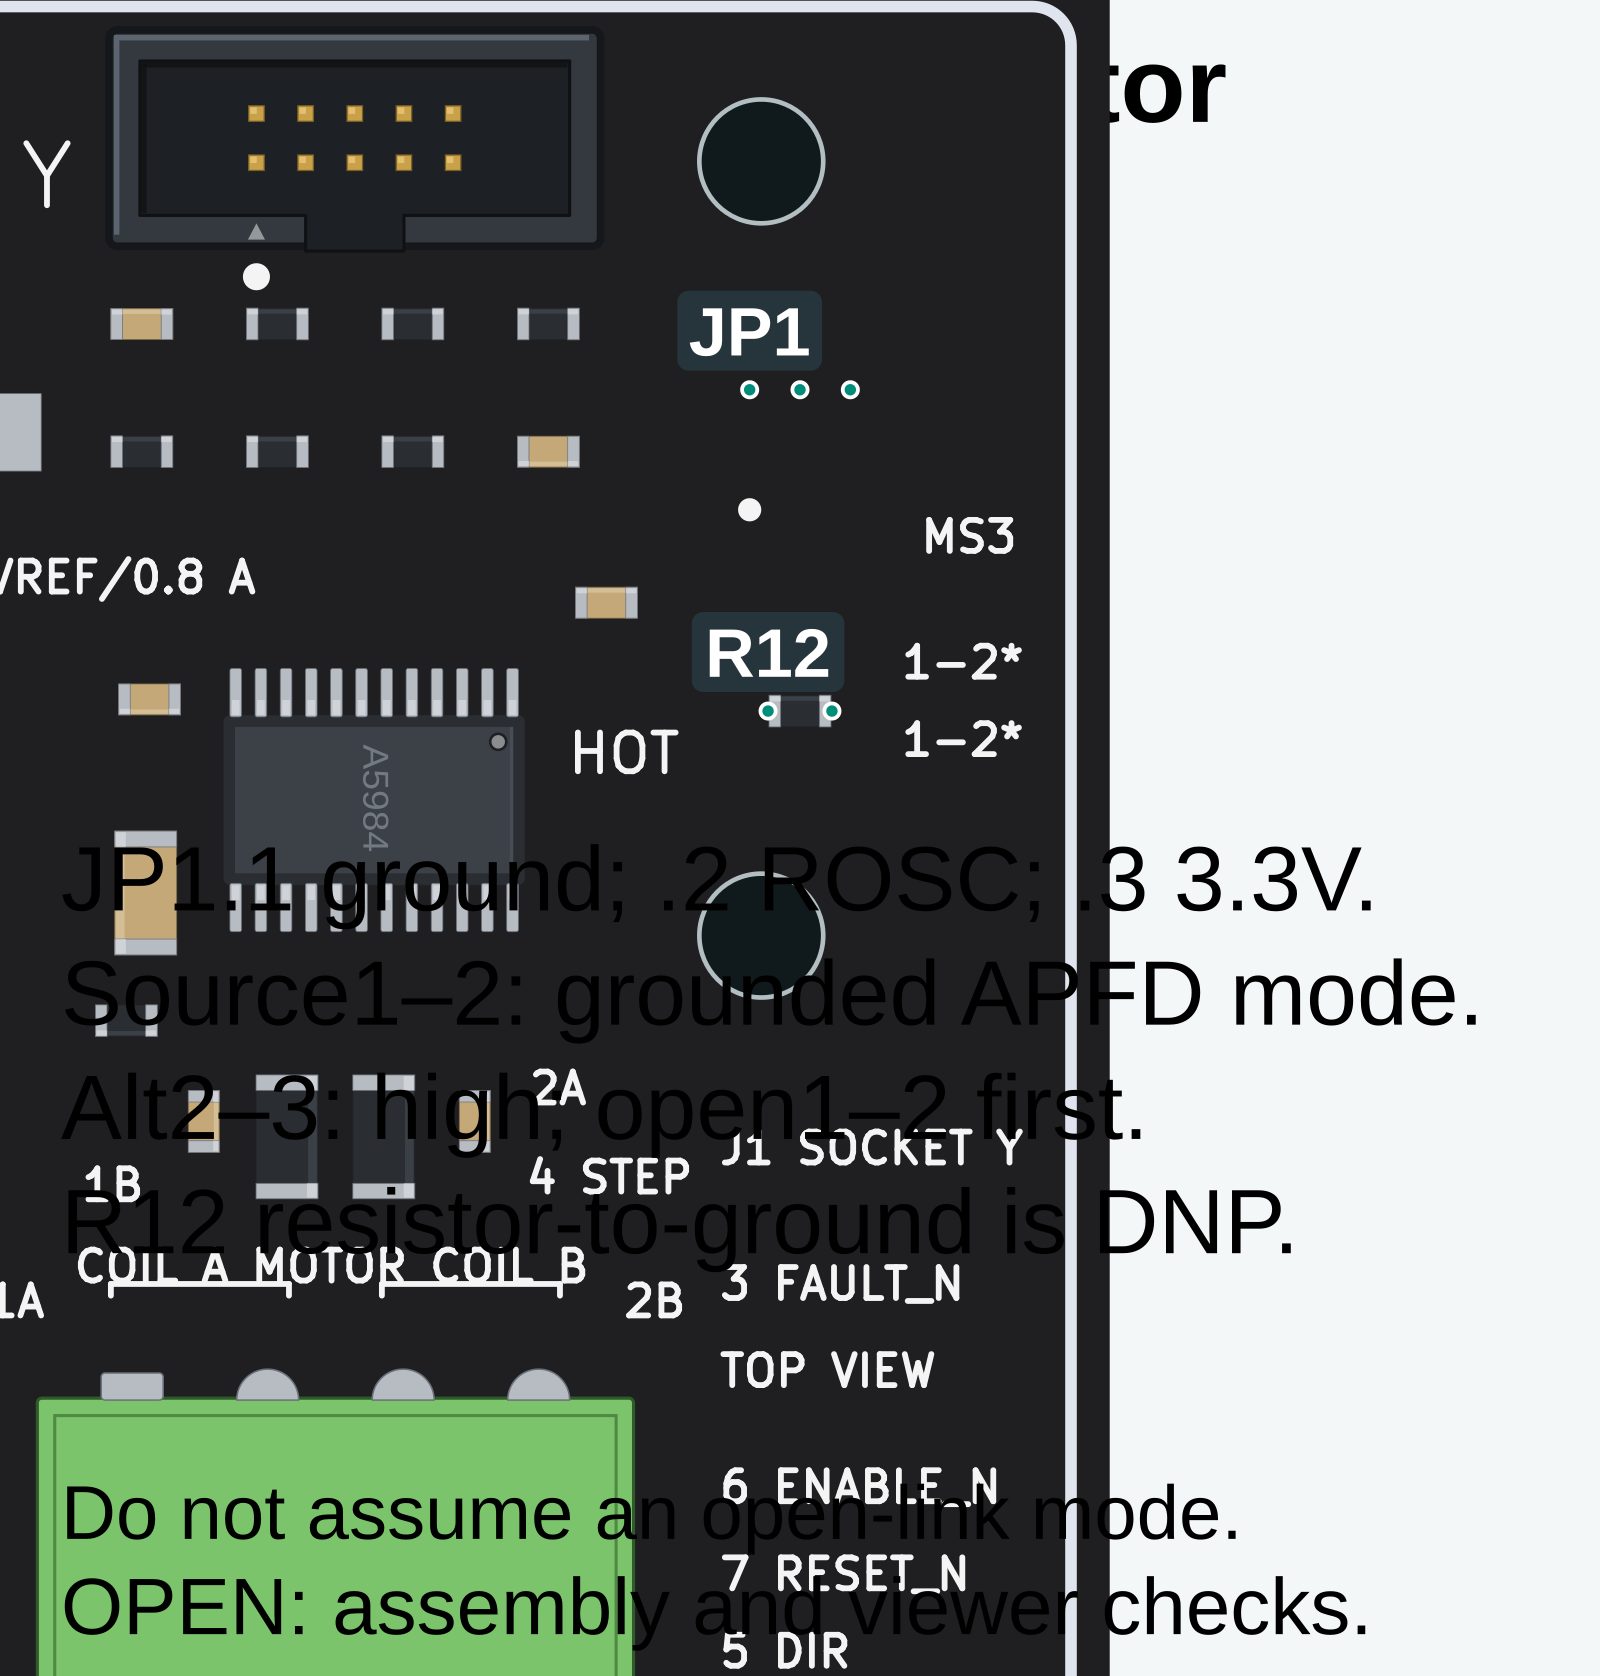 tor
Y
JP1
MS3
VREF/0.8 A
R12
1-2*
HOT
1-2*
A5984
JP1.1 ground; .2 ROSC; .3 3.3V.
Source1–2: grounded APFD mode.
2A
Alt2–3: high, open1–2 first.
J1 SOCKET Y
1B
4 STEP
R12 resistor-to-ground is DNP.
COIL A MOTOR COIL B
3 FAULT_N
1A
2B
TOP VIEW
6 ENABLE_N
Do not assume an open-link mode.
7 RESET_N
OPEN: assembly and viewer checks.
5 DIR